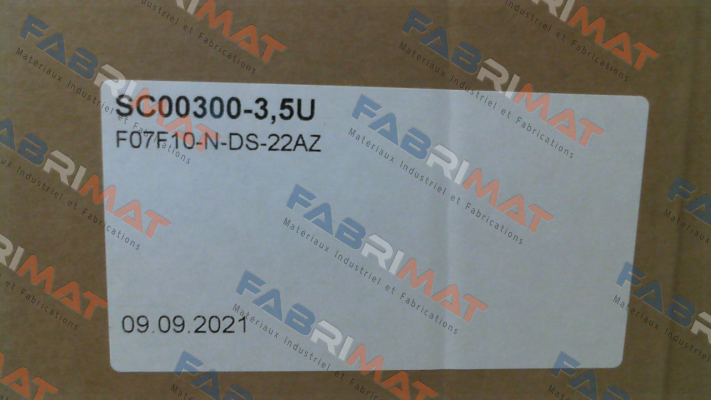 SC00300-3,5U
F07F10-N-DS-22AZ
09.09.2021
FABRIMAT
Materiaux Industriel et Fabrications